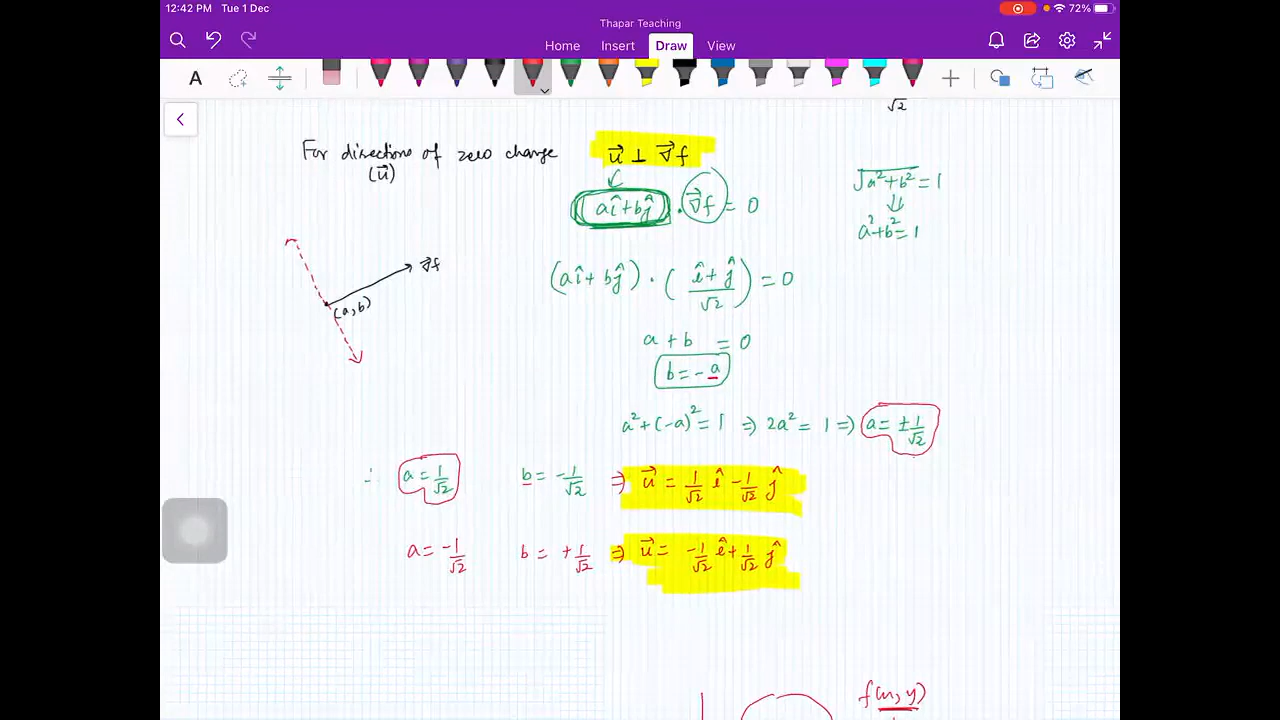 12:42 PM Tue 1 Dec 72%
Thapar Teaching
Home Insert Draw View
A
√2
For directions of zero change u⃗ ⊥ ∇⃗f
(u⃗)
√a²+b² = 1
aî+bĵ · ∇⃗f = 0
⇓
a²+b² = 1
∇⃗f
(a,b)
(aî + bĵ) · (î+ĵ/√2) = 0
a + b = 0
b = -a
a²+(-a)² = 1 ⇒ 2a² = 1 ⇒ a = ±1/√2
∴ a = 1/√2 b = -1/√2 ⇒ u⃗ = 1/√2 î - 1/√2 ĵ
a = -1/√2 b = +1/√2 ⇒ u⃗ = -1/√2 î + 1/√2 ĵ
f(x,y)